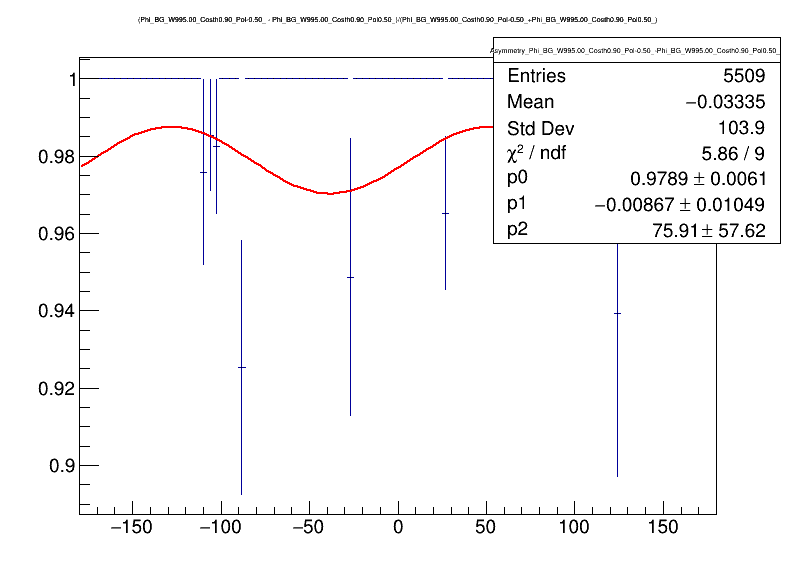 (Phi_BG_W995.00_Costh0.90_Pol-0.50_ - Phi_BG_W995.00_Costh0.90_Pol0.50_)/(Phi_BG_W995.00_Costh0.90_Pol-0.50_+Phi_BG_W995.00_Costh0.90_Pol0.50_)
Asymmetry_Phi_BG_W995.00_Costh0.90_Pol-0.50_-Phi_BG_W995.00_Costh0.90_Pol0.50_
Entries 5509
Mean −0.03335
Std Dev 103.9
χ² / ndf 5.86 / 9
p0 0.9789 ± 0.0061
p1 −0.00867 ± 0.01049
p2 75.91 ± 57.62
1
0.98
0.96
0.94
0.92
0.9
−150 −100 −50 0 50 100 150